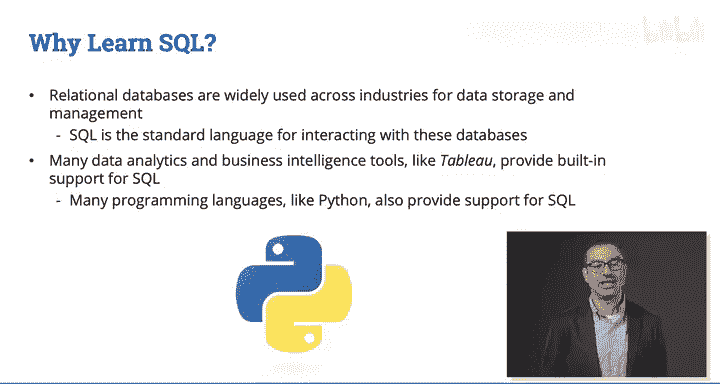 Why Learn SQL?
• Relational databases are widely used across industries for data storage and
management
- SQL is the standard language for interacting with these databases
• Many data analytics and business intelligence tools, like Tableau, provide built-in
support for SQL
- Many programming languages, like Python, also provide support for SQL